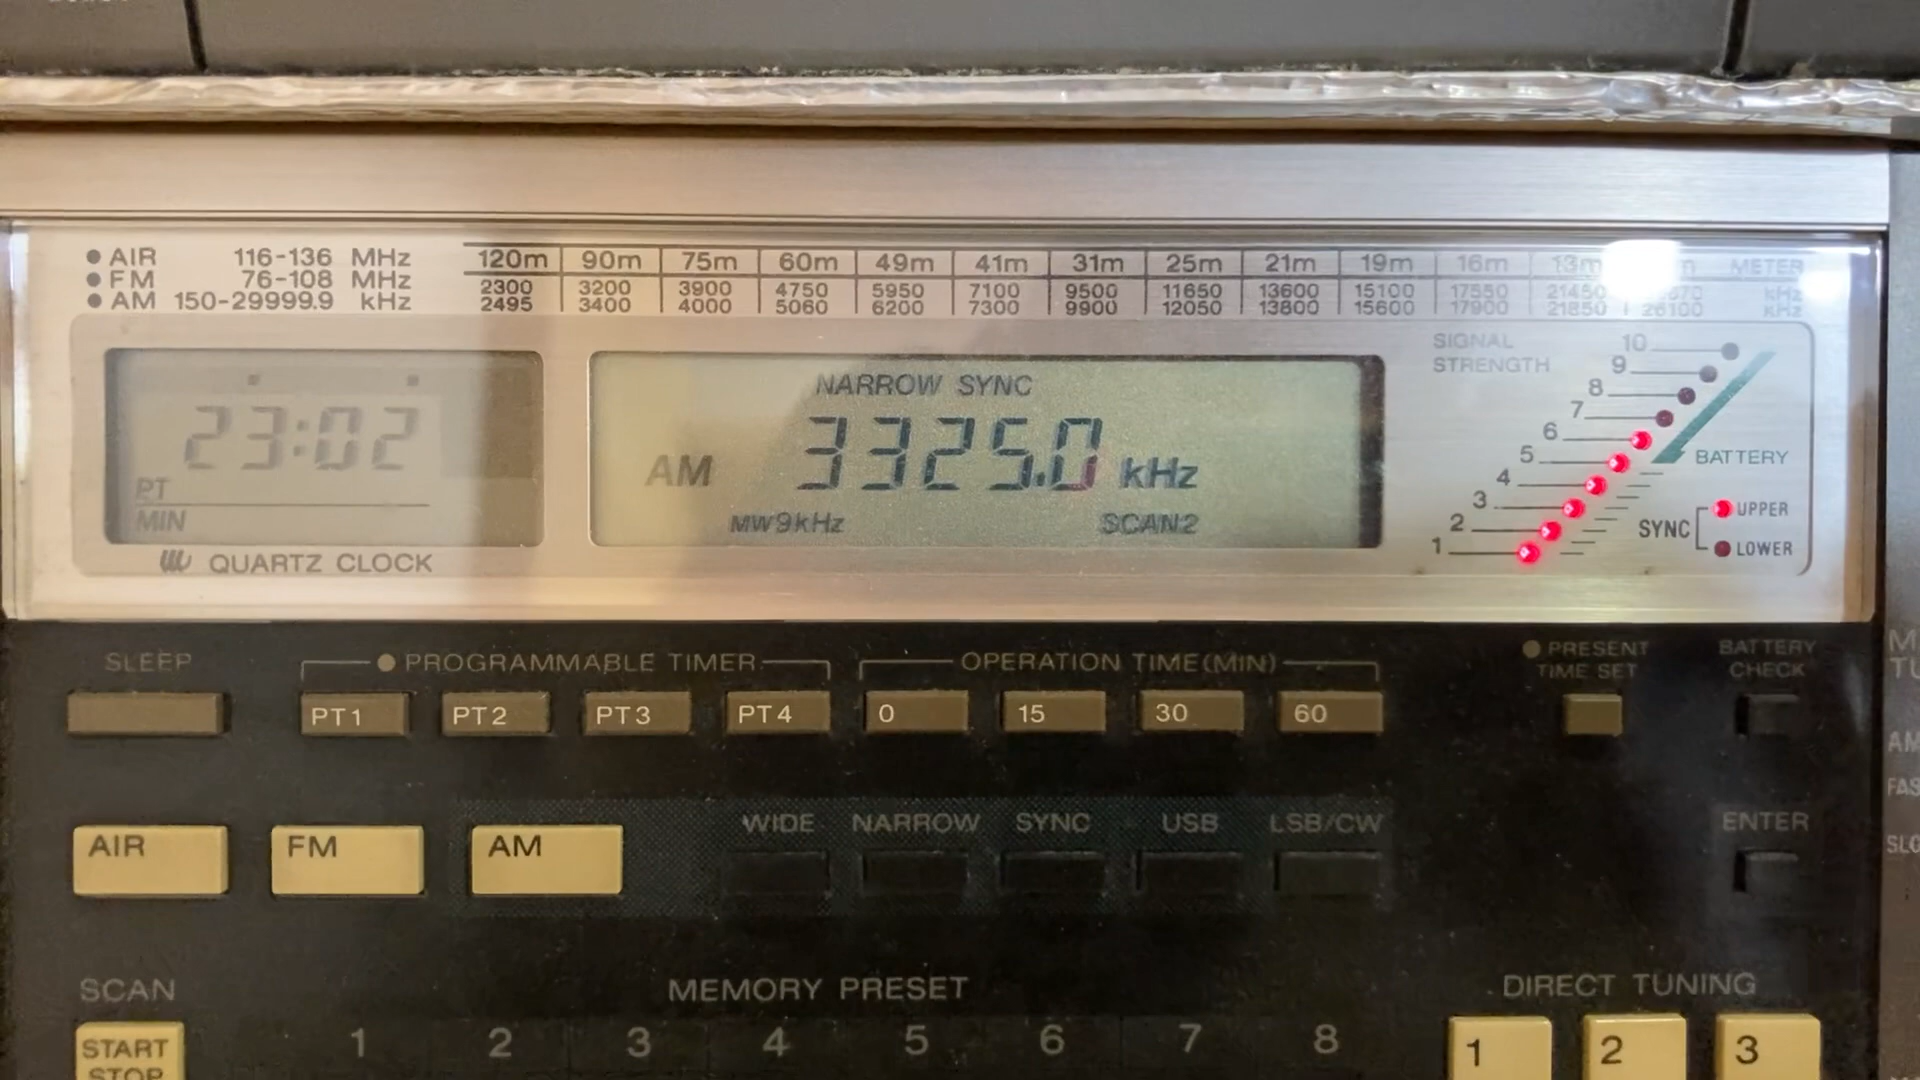 ● AIR 116-136 MHz
● FM 76-108 MHz
● AM 150-29999.9 kHz
120m 90m 75m 60m 49m 41m 31m 25m 21m 19m 16m 13m METER
2300 3200 3900 4750 5950 7100 9500 11650 13600 15100 17550 21450 kHz
2495 3400 4000 5060 6200 7300 9900 12050 13800 15600 17900 21850 26100 kHz
23:02
PT
MIN
QUARTZ CLOCK
NARROW SYNC
AM 3325.0 kHz
MW9kHz SCAN2
SIGNAL
STRENGTH
10
9
8
7
6
5
4
3
2
1
BATTERY
SYNC
UPPER
LOWER
SLEEP
● PROGRAMMABLE TIMER
OPERATION TIME(MIN)
● PRESENT
TIME SET
BATTERY
CHECK
PT1 PT2 PT3 PT4 0 15 30 60
AIR FM AM
WIDE NARROW SYNC USB LSB/CW
ENTER
SCAN
MEMORY PRESET
DIRECT TUNING
START
STOP
1 2 3 4 5 6 7 8
1 2 3